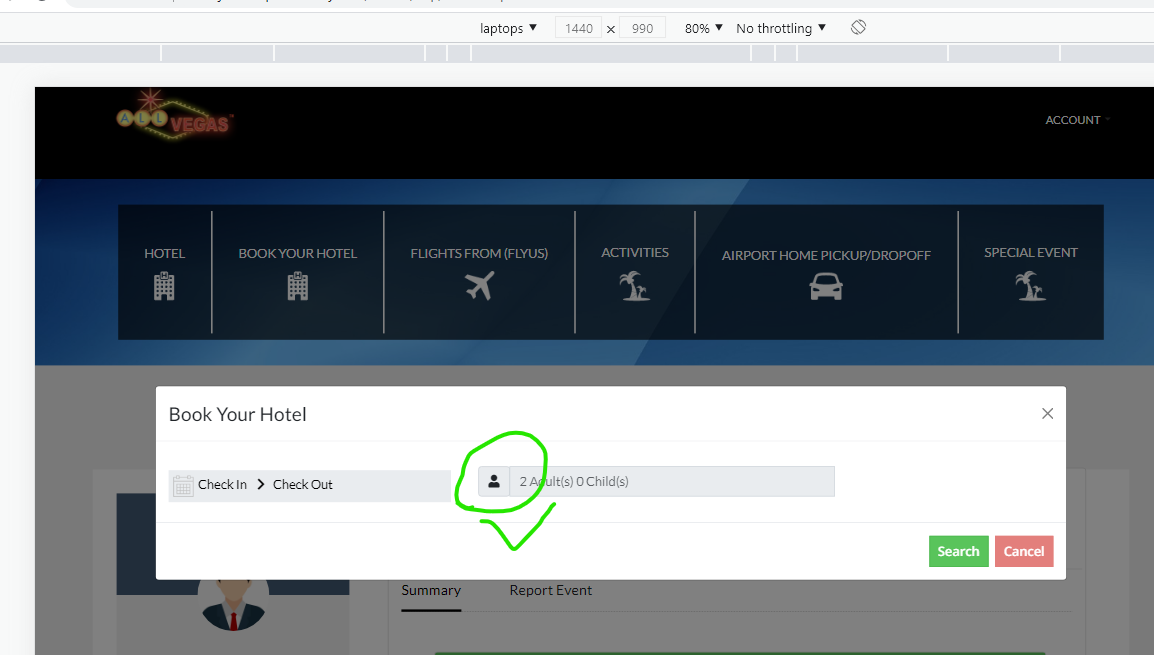 laptops ▼ 1440 x 990 80% ▼ No throttling ▼
ALL VEGAS
ACCOUNT
HOTEL BOOK YOUR HOTEL FLIGHTS FROM (FLYUS) ACTIVITIES AIRPORT HOME PICKUP/DROPOFF SPECIAL EVENT
Book Your Hotel ×
Check In > Check Out 2 Adult(s) 0 Child(s)
Search Cancel
Summary Report Event